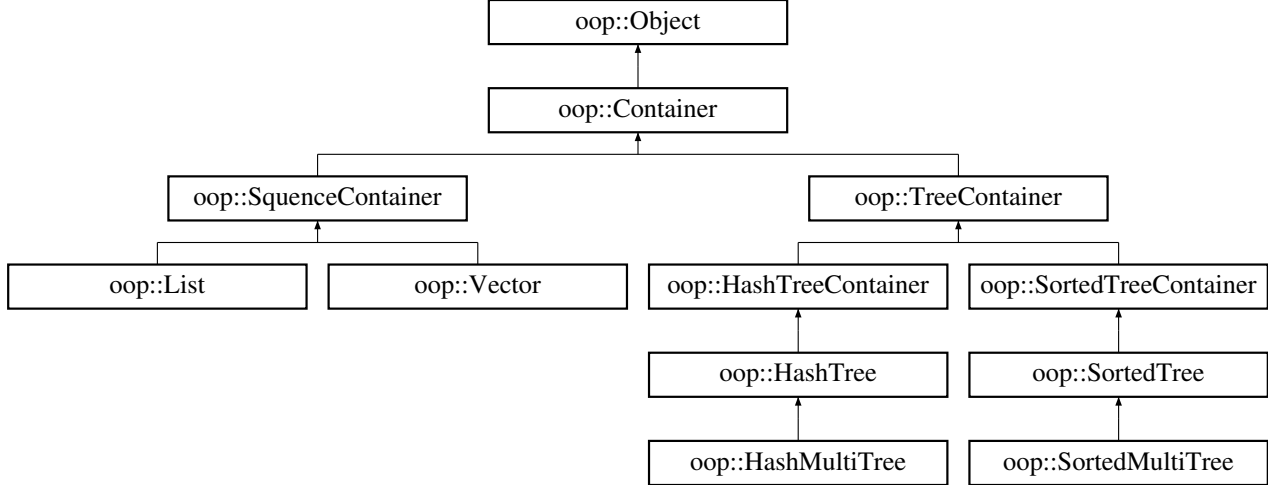 oop::Object
oop::Container
oop::SquenceContainer
oop::TreeContainer
oop::List
oop::Vector
oop::HashTreeContainer
oop::SortedTreeContainer
oop::HashTree
oop::SortedTree
oop::HashMultiTree
oop::SortedMultiTree